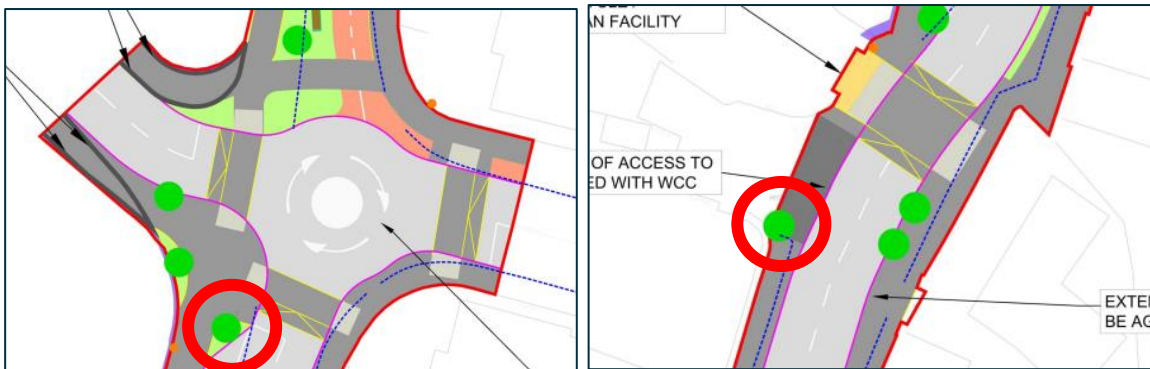 AN FACILITY
OF ACCESS TO
ED WITH WCC
EXTE
BE AG